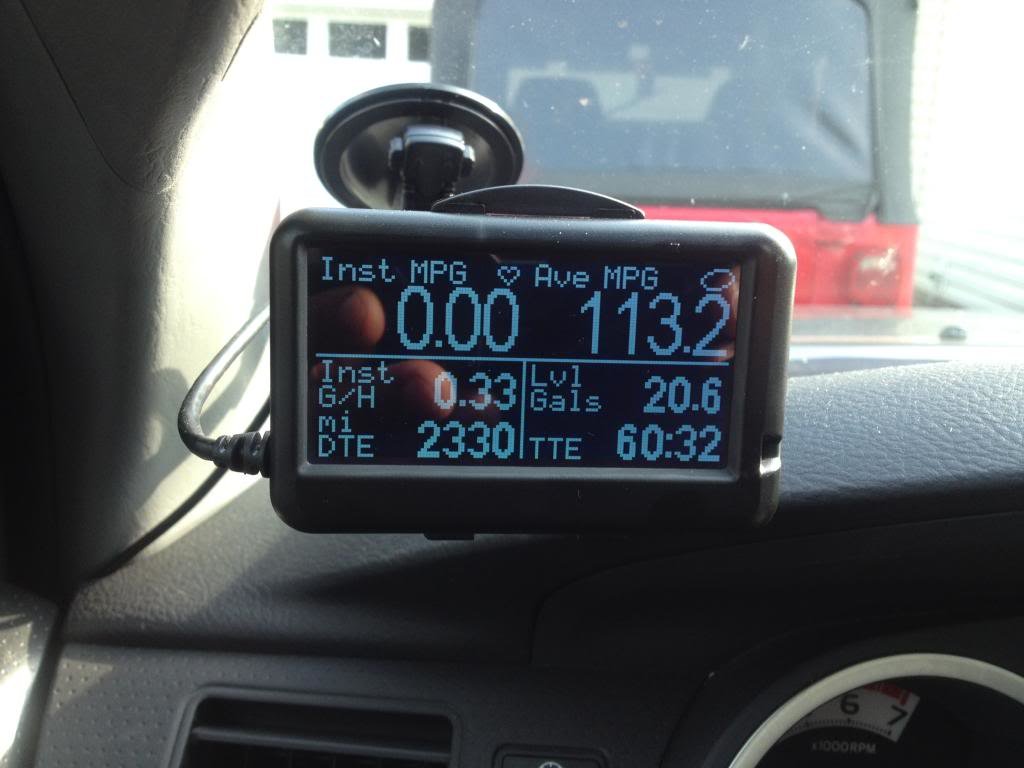 Inst MPG Ave MPG
0.00 113.2
Inst G/H 0.33 Lvl Gals 20.6
mi DTE 2330 TTE 60:32
6 7
x1000RPM